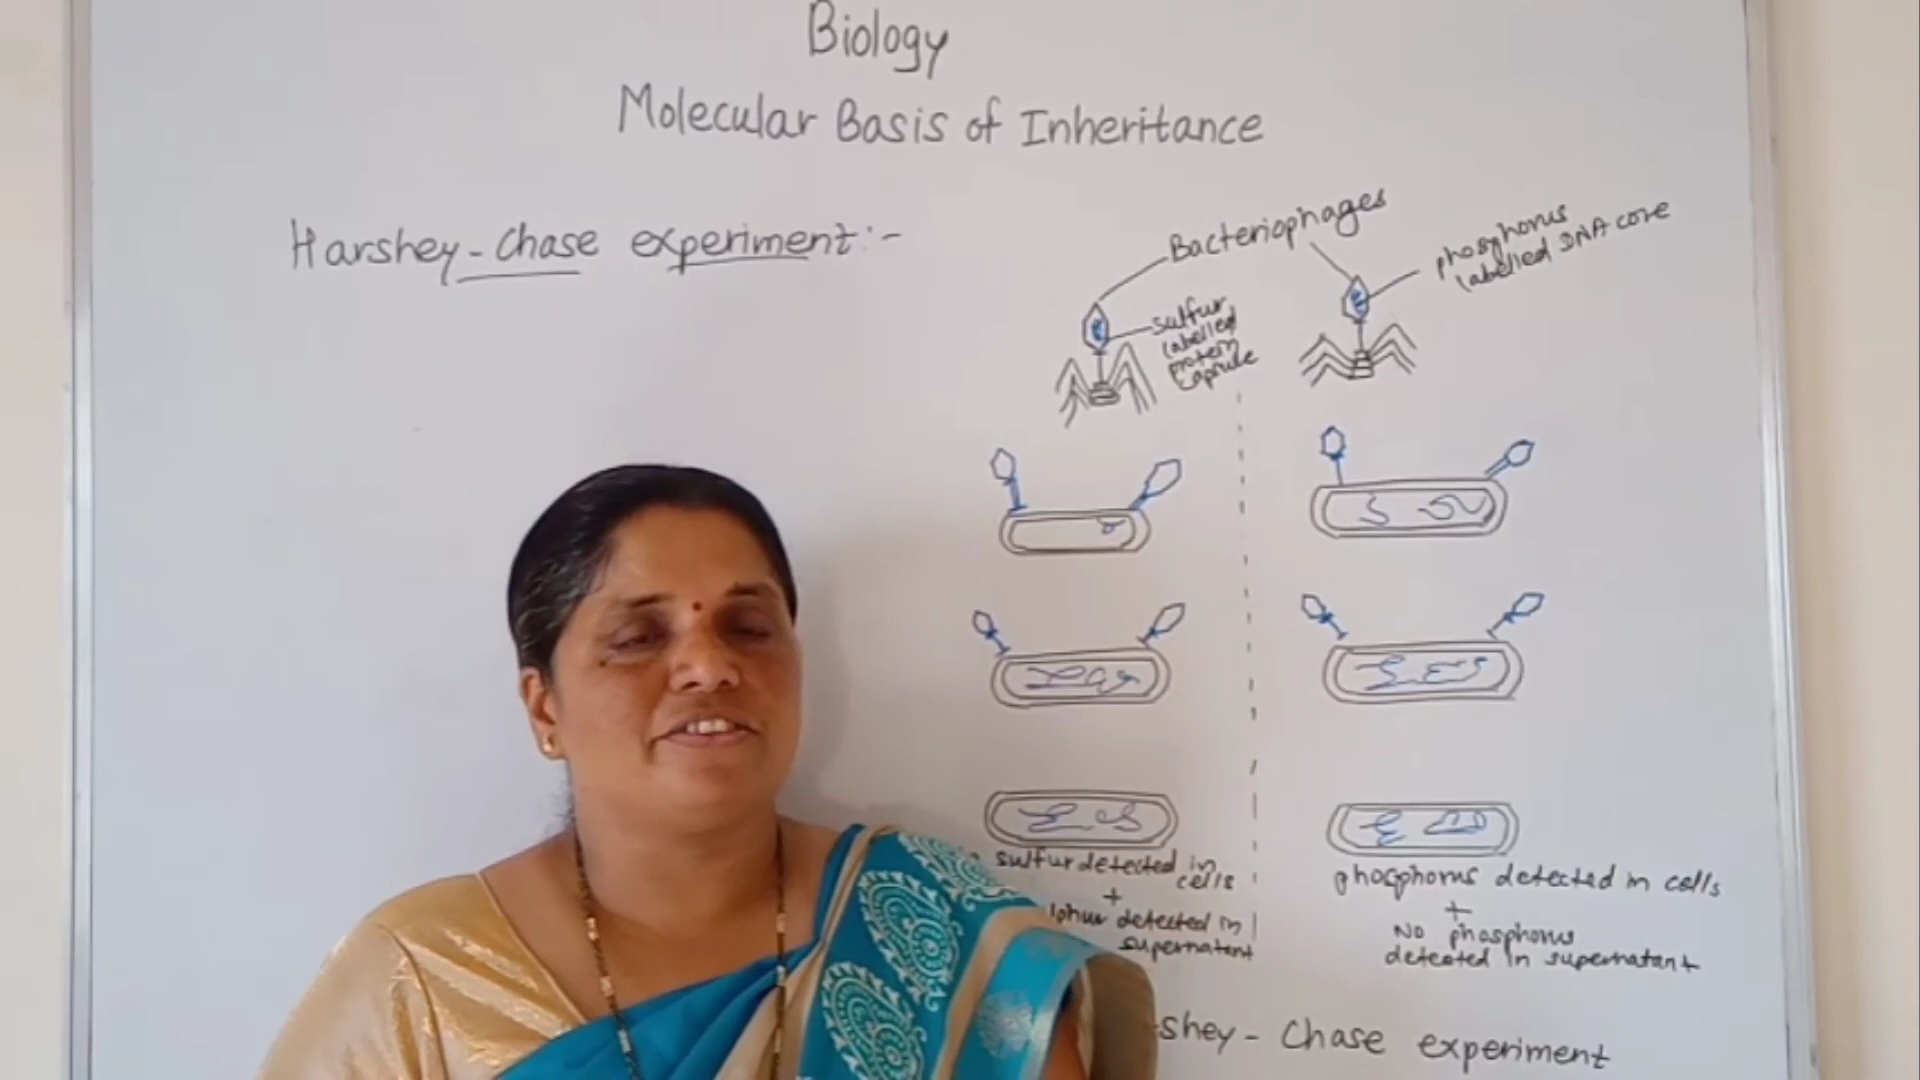 Biology
Molecular Basis of Inheritance
Harshey-Chase experiment:-
Bacteriophages
phosphorus
labelled DNA core
sulfur
labelled
protein
Capsule
sulfur detected in
cells
+
detected in
supernatant
phosphorus detected in cells
+
No phosphorus
detected in supernatant
shey - Chase experiment